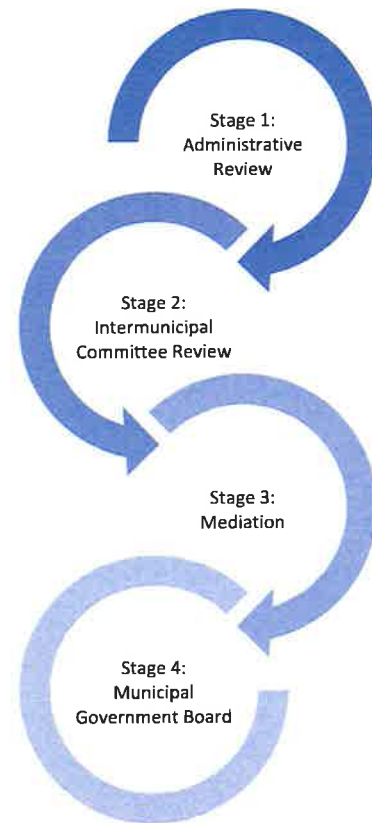 Stage 1:
Administrative
Review
Stage 2:
Intermunicipal
Committee Review
Stage 3:
Mediation
Stage 4:
Municipal
Government Board